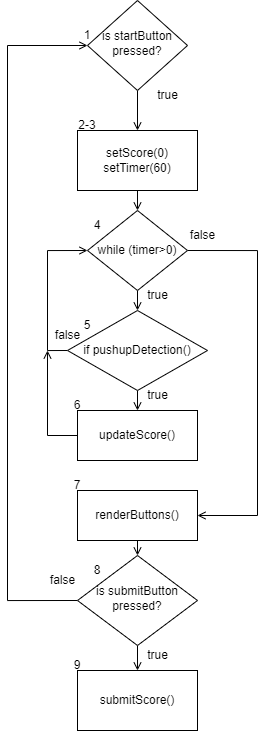 1
is startButton
pressed?
true
2-3
setScore(0)
setTimer(60)
4
false
while (timer>0)
true
5
false
if pushupDetection()
true
6
updateScore()
7
renderButtons()
8
false
is submitButton
pressed?
true
9
submitScore()